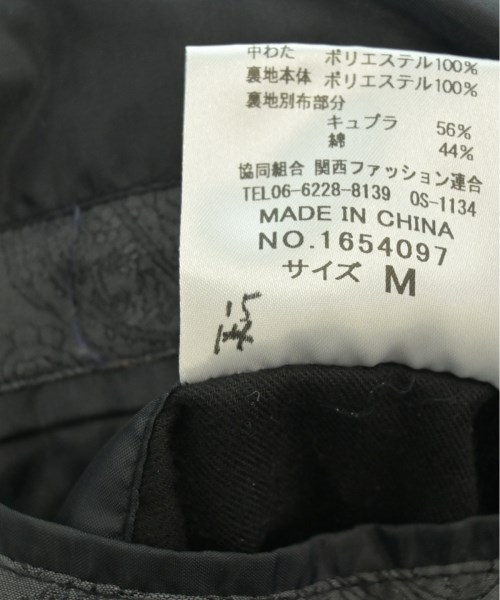 中わた ポリエステル100%
裏地本体 ポリエステル100%
裏地別布部分
キュプラ 56%
綿 44%
協同組合 関西ファッション連合
TEL06-6228-8139 OS-1134
MADE IN CHINA
NO.1654097
サイズ M
15